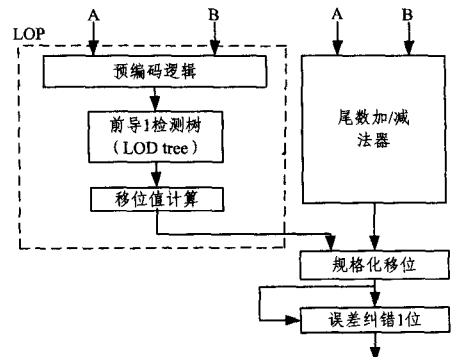 A
B
LOP
预编码逻辑
前导1检测树
(LOD tree)
移位值计算
A
B
尾数加/减
法器
规格化移位
误差纠错1位